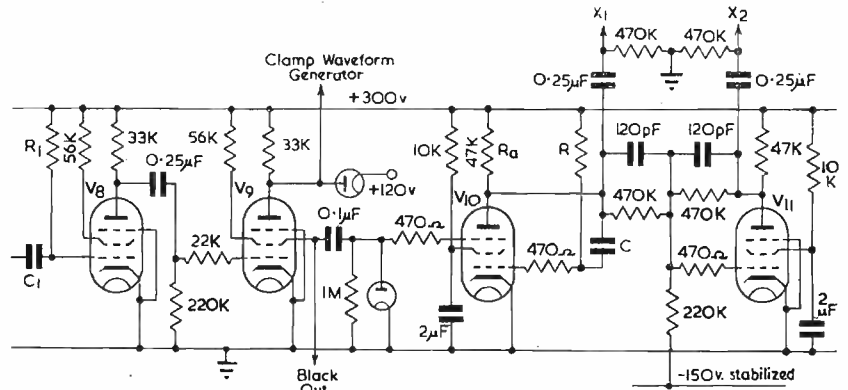 X1 X2
470K 470K
Clamp Waveform
Generator
0·25μF 0·25μF
+300v
R1 56K 33K 56K 33K 10K 47K Ra R 120pF 120pF 47K 10K
0·25μF
+120v
V8 V9 V10 V11
0·1μF 470Ω 470K 470K
22K 470Ω C 470Ω
C1 220K 1M 2μF 220K 2μF
Black
Out
-150v. stabilized